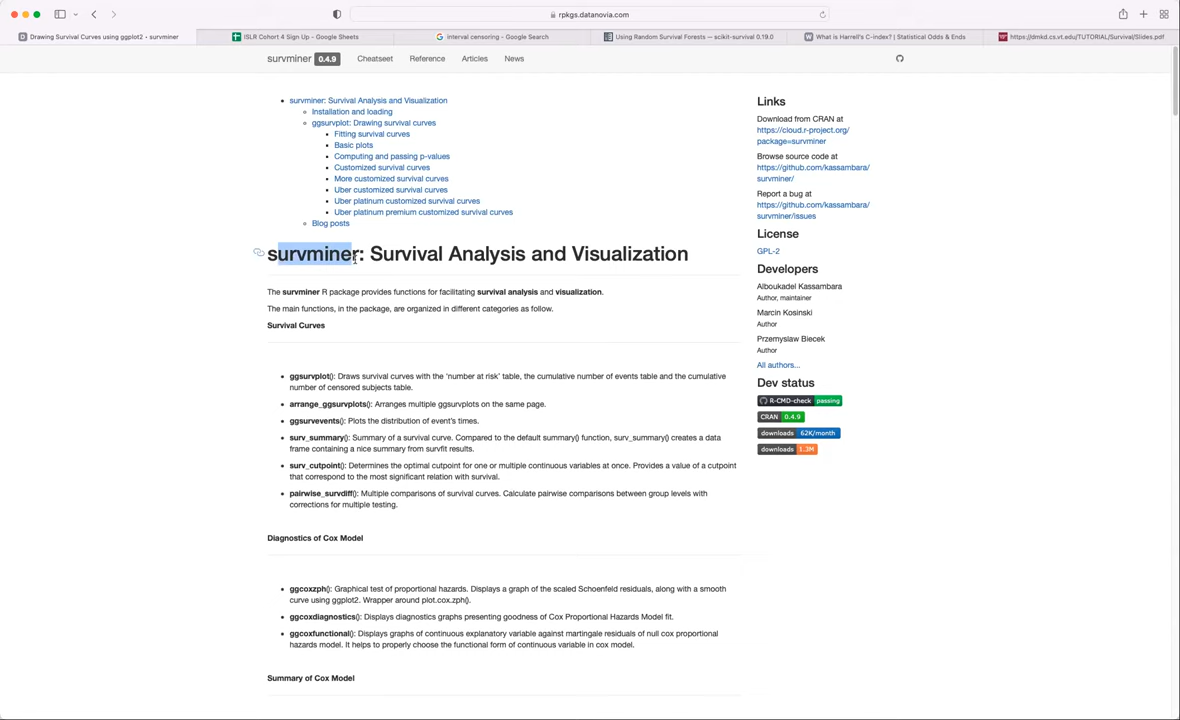 rpkgs.datanovia.com
Drawing Survival Curves using ggplot2 • survminer
ISLR Cohort 4 Sign Up - Google Sheets
interval censoring - Google Search
Using Random Survival Forests — scikit-survival 0.19.0
What is Harrell's C-index? | Statistical Odds & Ends
https://dmkd.cs.vt.edu/TUTORIAL/Survival/Slides.pdf
survminer 0.4.9 Cheatseet Reference Articles News
survminer: Survival Analysis and Visualization
Installation and loading
ggsurvplot: Drawing survival curves
Fitting survival curves
Basic plots
Computing and passing p-values
Customized survival curves
More customized survival curves
Uber customized survival curves
Uber platinum customized survival curves
Uber platinum premium customized survival curves
Blog posts
survminer: Survival Analysis and Visualization
The survminer R package provides functions for facilitating survival analysis and visualization.
The main functions, in the package, are organized in different categories as follow.
Survival Curves
ggsurvplot(): Draws survival curves with the 'number at risk' table, the cumulative number of events table and the cumulative
number of censored subjects table.
arrange_ggsurvplots(): Arranges multiple ggsurvplots on the same page.
ggsurvevents(): Plots the distribution of event's times.
surv_summary(): Summary of a survival curve. Compared to the default summary() function, surv_summary() creates a data
frame containing a nice summary from survfit results.
surv_cutpoint(): Determines the optimal cutpoint for one or multiple continuous variables at once. Provides a value of a cutpoint
that correspond to the most significant relation with survival.
pairwise_survdiff(): Multiple comparisons of survival curves. Calculate pairwise comparisons between group levels with
corrections for multiple testing.
Diagnostics of Cox Model
ggcoxzph(): Graphical test of proportional hazards. Displays a graph of the scaled Schoenfeld residuals, along with a smooth
curve using ggplot2. Wrapper around plot.cox.zph().
ggcoxdiagnostics(): Displays diagnostics graphs presenting goodness of Cox Proportional Hazards Model fit.
ggcoxfunctional(): Displays graphs of continuous explanatory variable against martingale residuals of null cox proportional
hazards model. It helps to properly choose the functional form of continuous variable in cox model.
Summary of Cox Model
Links
Download from CRAN at
https://cloud.r-project.org/
package=survminer
Browse source code at
https://github.com/kassambara/
survminer/
Report a bug at
https://github.com/kassambara/
survminer/issues
License
GPL-2
Developers
Alboukadel Kassambara
Author, maintainer
Marcin Kosinski
Author
Przemyslaw Biecek
Author
All authors...
Dev status
R-CMD-check passing
CRAN 0.4.9
downloads 62K/month
downloads 1.3M